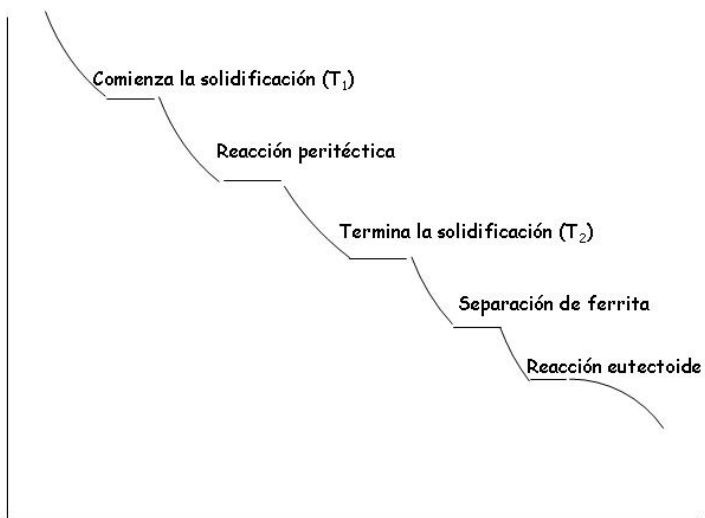 Comienza la solidificación (T₁)
Reacción peritéctica
Termina la solidificación (T₂)
Separación de ferrita
Reacción eutectoide